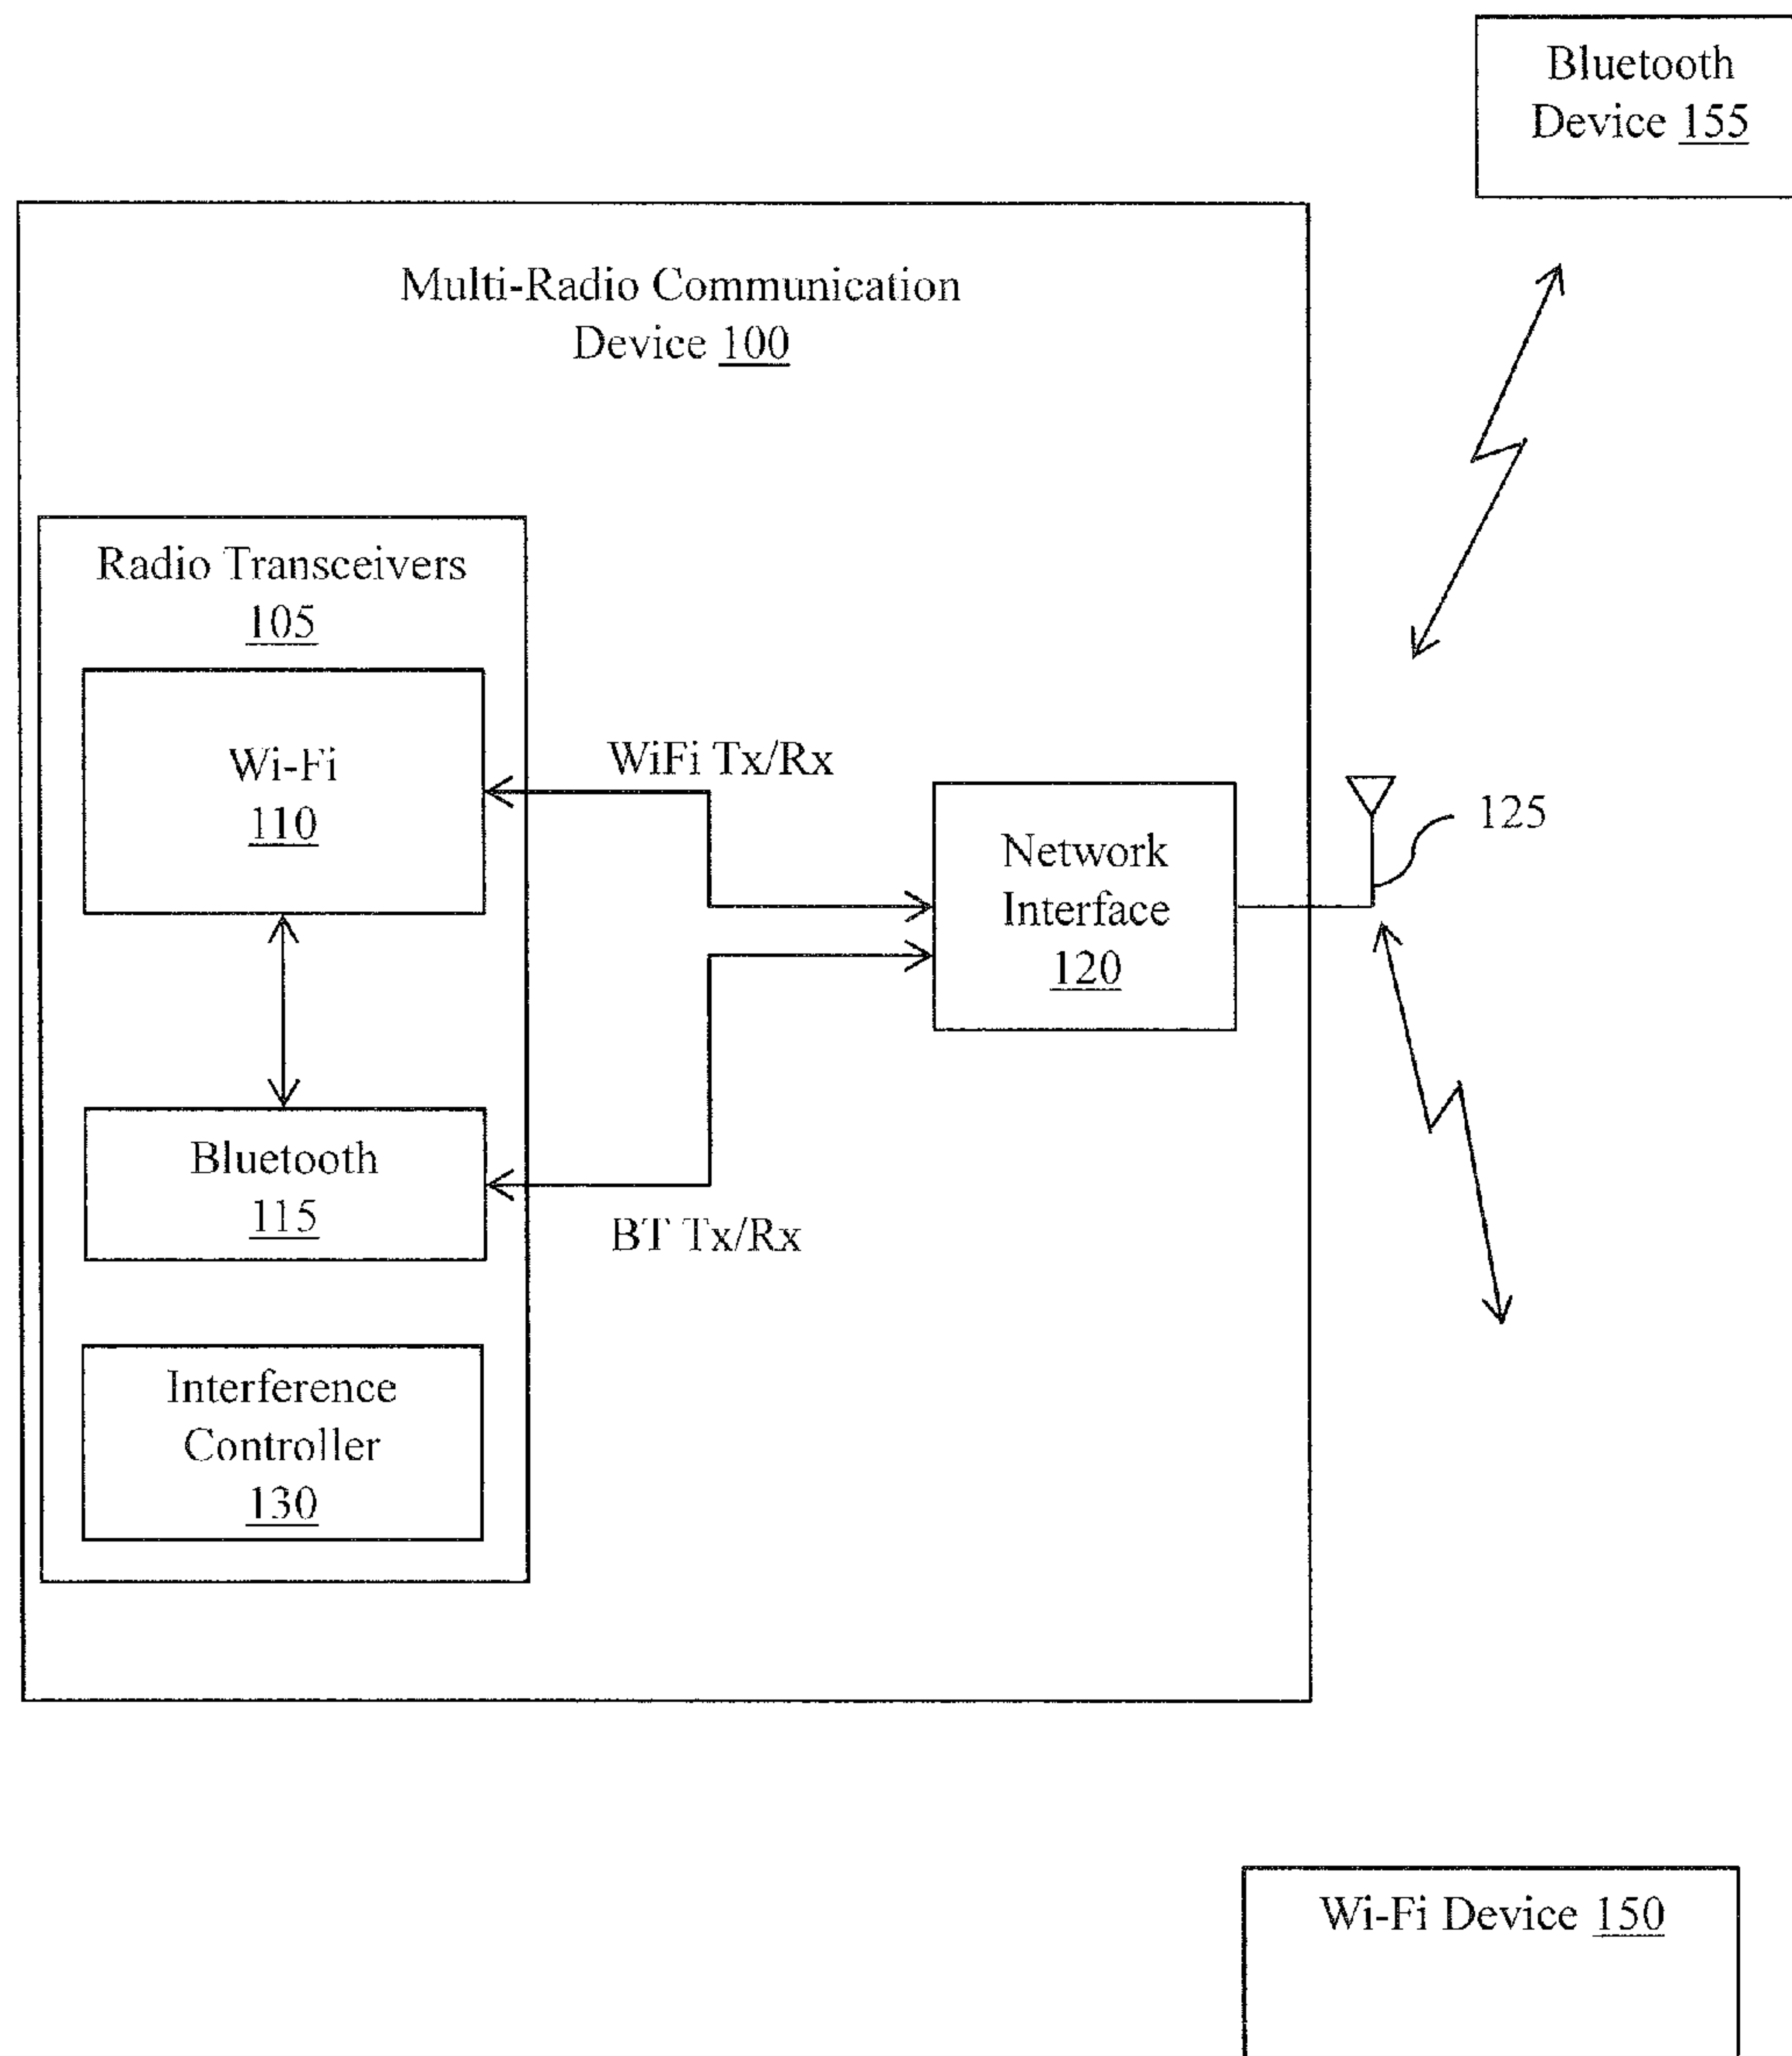 Bluetooth
Device 155
Multi-Radio Communication
Device 100
Radio Transceivers
105
Wi-Fi
110
WiFi Tx/Rx
Network
Interface
120
125
Bluetooth
115
BT Tx/Rx
Interference
Controller
130
Wi-Fi Device 150